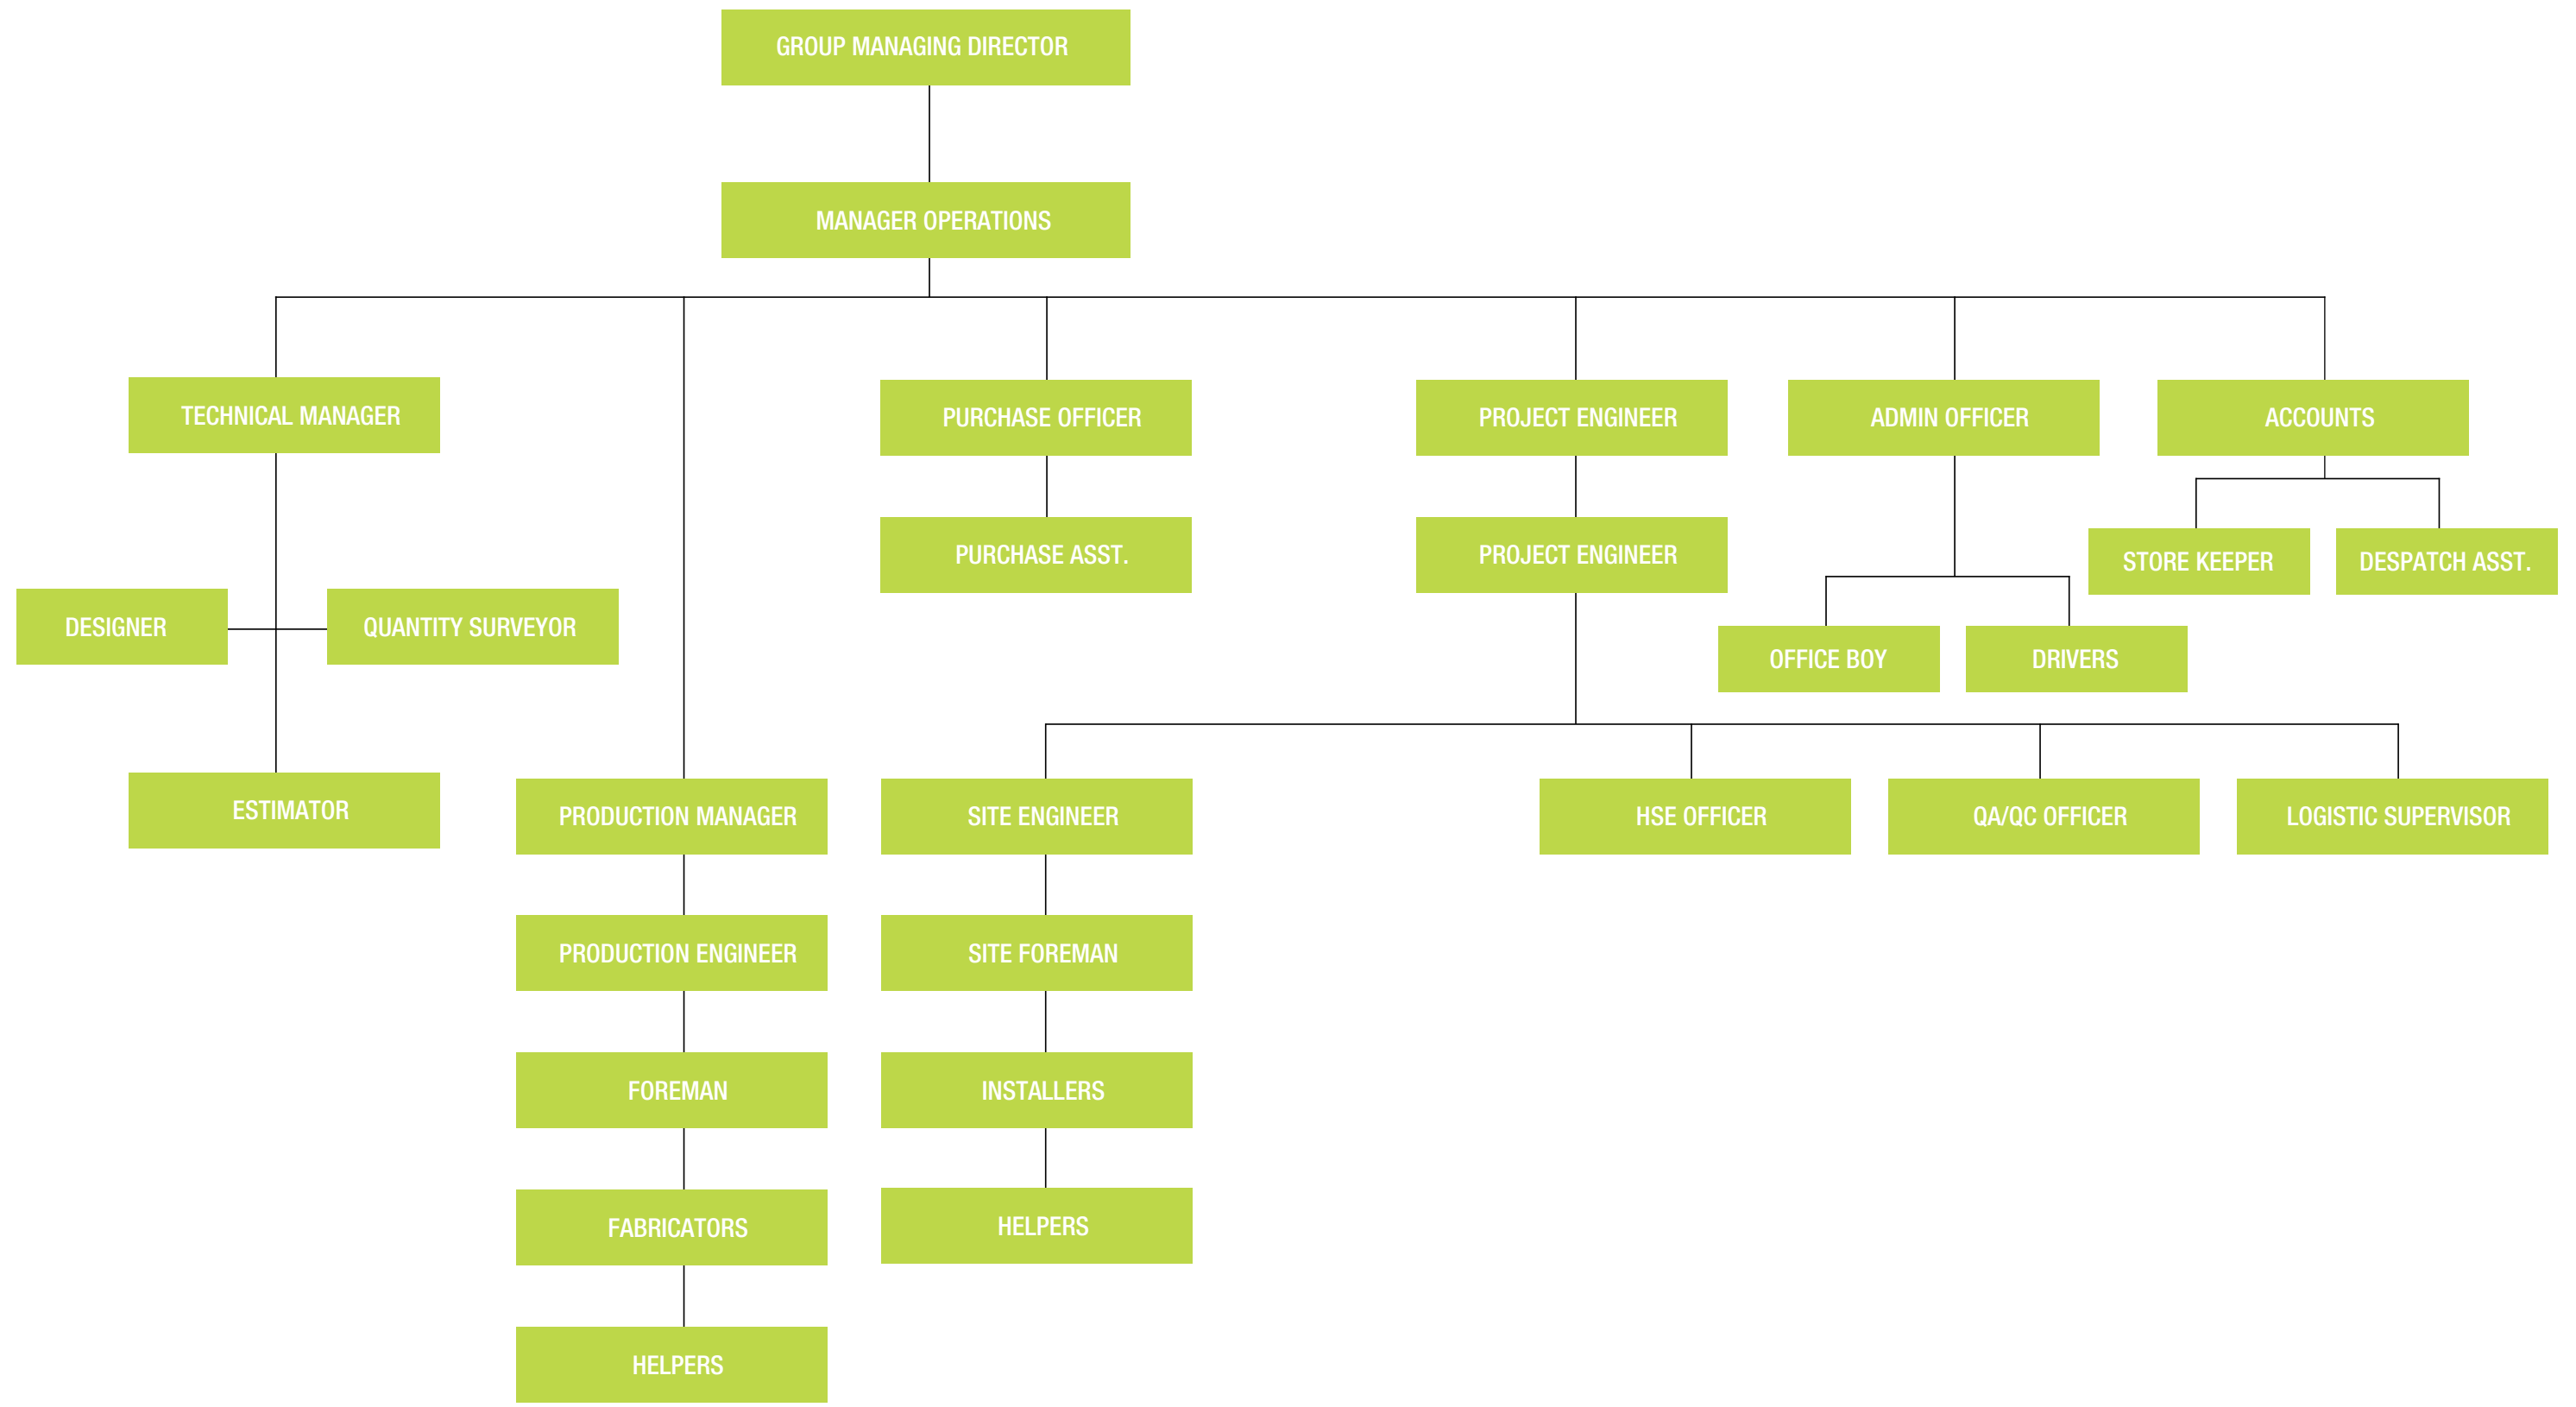 GROUP MANAGING DIRECTOR
MANAGER OPERATIONS
TECHNICAL MANAGER
PURCHASE OFFICER
PROJECT ENGINEER
ADMIN OFFICER
ACCOUNTS
PURCHASE ASST.
PROJECT ENGINEER
STORE KEEPER
DESPATCH ASST.
DESIGNER
QUANTITY SURVEYOR
OFFICE BOY
DRIVERS
ESTIMATOR
PRODUCTION MANAGER
SITE ENGINEER
HSE OFFICER
QA/QC OFFICER
LOGISTIC SUPERVISOR
PRODUCTION ENGINEER
SITE FOREMAN
FOREMAN
INSTALLERS
FABRICATORS
HELPERS
HELPERS